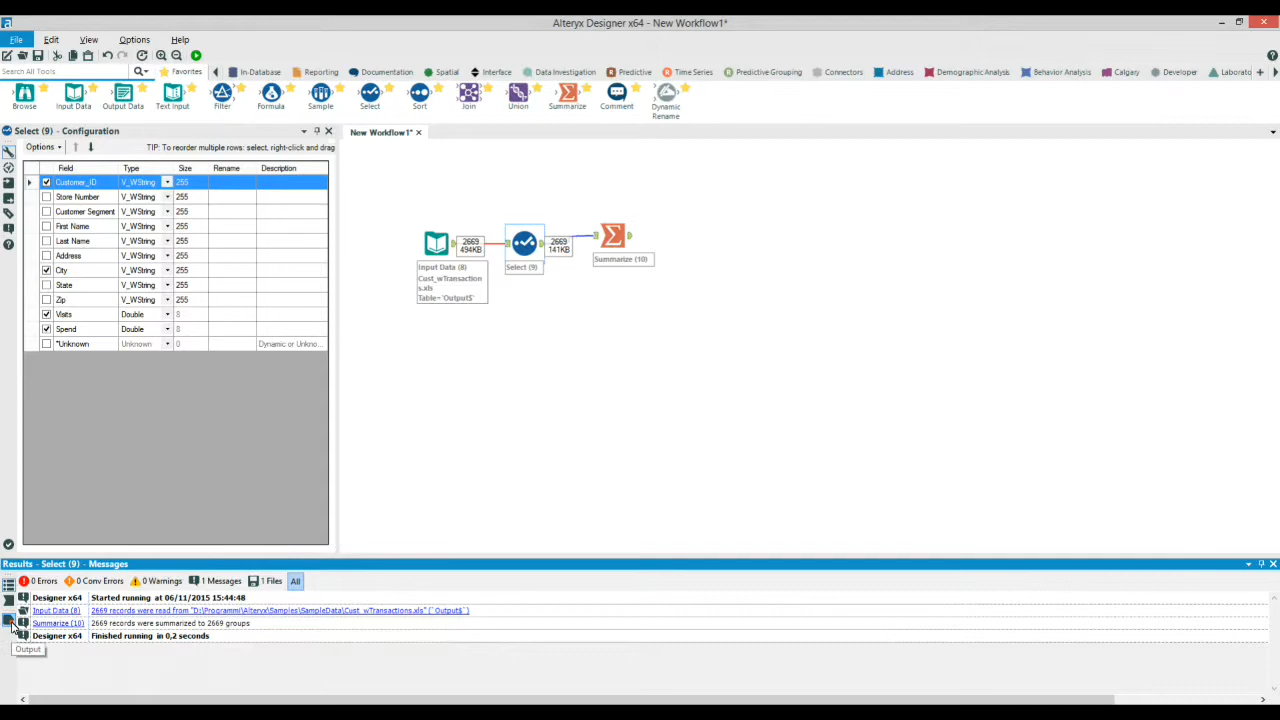 Alteryx Designer x64 - New Workflow1*
File Edit View Options Help
Search All Tools Favorites In-Database Reporting Documentation Spatial Interface Data Investigation Predictive Time Series Predictive Grouping Connectors Address Demographic Analysis Behavior Analysis Calgary Developer Laborato
Browse Input Data Output Data Text Input Filter Formula Sample Select Sort Join Union Summarize Comment Dynamic Rename
Select (9) - Configuration
New Workflow1*
Options TIP: To reorder multiple rows: select, right-click and drag
Field Type Size Rename Description
Customer_ID V_WString 255
Store Number V_WString 255
Customer Segment V_WString 255
First Name V_WString 255
Last Name V_WString 255
Address V_WString 255
City V_WString 255
State V_WString 255
Zip V_WString 255
Visits Double 8
Spend Double 8
*Unknown Unknown 0 Dynamic or Unkno...
2669
494KB
2669
141KB
Input Data (8)
Cust_wTransaction
s.xls
Table=`Output$`
Select (9)
Summarize (10)
Results - Select (9) - Messages
0 Errors 0 Conv Errors 0 Warnings 1 Messages 1 Files All
Designer x64 Started running at 06/11/2015 15:44:48
Input Data (8) 2669 records were read from "D:\Programmi\Alteryx\Samples\SampleData\Cust_wTransactions.xls" (`Output$`)
Summarize (10) 2669 records were summarized to 2669 groups
Designer x64 Finished running in 0,2 seconds
Output